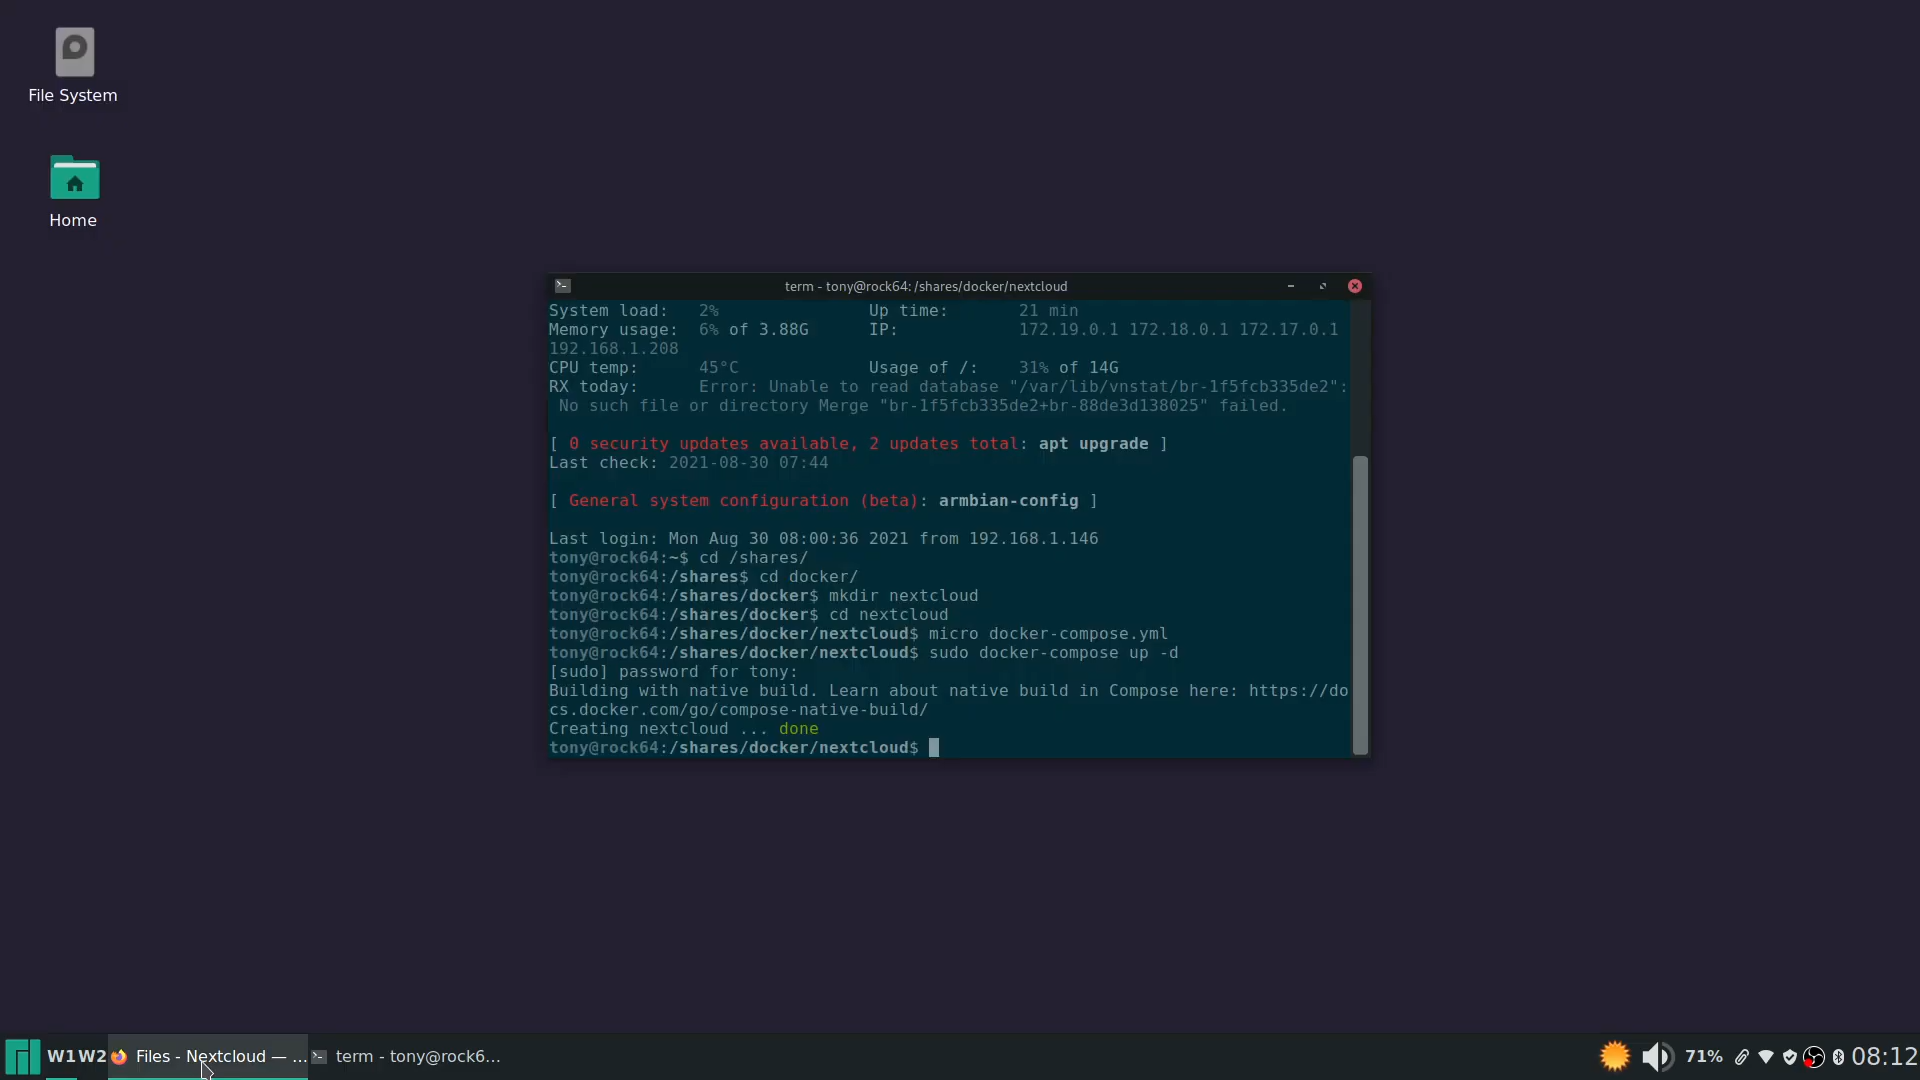 File System
Home
term - tony@rock64: /shares/docker/nextcloud
System load:   2%               Up time:       21 min
Memory usage:  6% of 3.88G      IP:            172.19.0.1 172.18.0.1 172.17.0.1
192.168.1.208
CPU temp:      45°C             Usage of /:    31% of 14G
RX today:      Error: Unable to read database "/var/lib/vnstat/br-1f5fcb335de2":
 No such file or directory Merge "br-1f5fcb335de2+br-88de3d138025" failed.
[ 0 security updates available, 2 updates total: apt upgrade ]
Last check: 2021-08-30 07:44
[ General system configuration (beta): armbian-config ]
Last login: Mon Aug 30 08:00:36 2021 from 192.168.1.146
tony@rock64:~$ cd /shares/
tony@rock64:/shares$ cd docker/
tony@rock64:/shares/docker$ mkdir nextcloud
tony@rock64:/shares/docker$ cd nextcloud
tony@rock64:/shares/docker/nextcloud$ micro docker-compose.yml
tony@rock64:/shares/docker/nextcloud$ sudo docker-compose up -d
[sudo] password for tony:
Building with native build. Learn about native build in Compose here: https://do
cs.docker.com/go/compose-native-build/
Creating nextcloud ... done
tony@rock64:/shares/docker/nextcloud$
W1 W2 Files - Nextcloud — ... term - tony@rock6... 71% 08:12